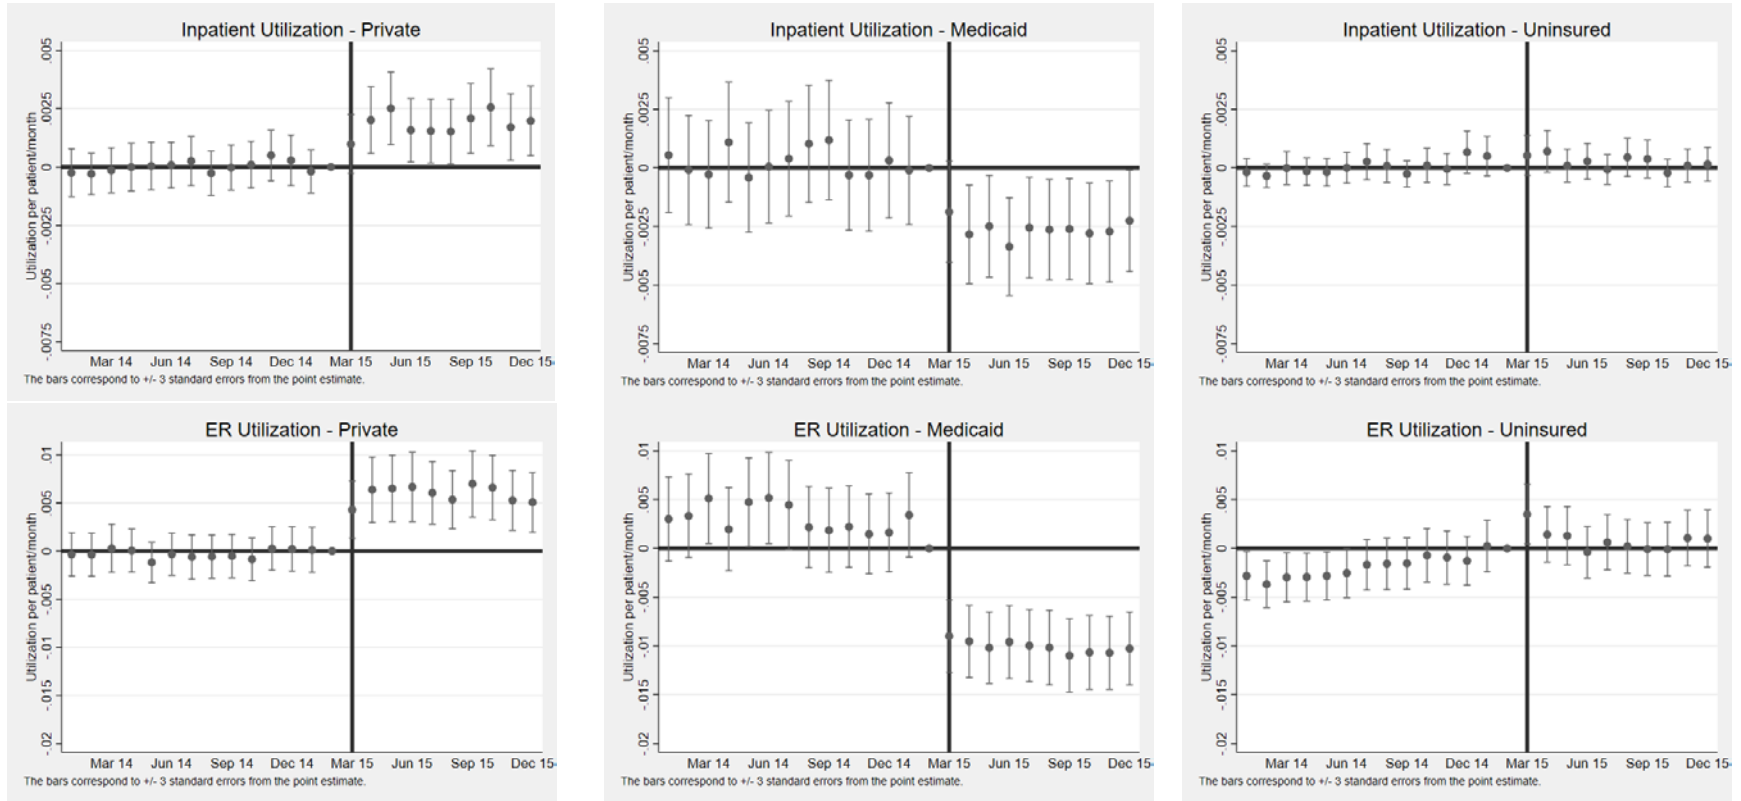 Inpatient Utilization - Private
Utilization per patient/month
.005
.0025
0
-.0025
-.005
-.0075
Mar 14 Jun 14 Sep 14 Dec 14 Mar 15 Jun 15 Sep 15 Dec 15
The bars correspond to +/- 3 standard errors from the point estimate.
Inpatient Utilization - Medicaid
Utilization per patient/month
.005
.0025
0
-.0025
-.005
-.0075
Mar 14 Jun 14 Sep 14 Dec 14 Mar 15 Jun 15 Sep 15 Dec 15
The bars correspond to +/- 3 standard errors from the point estimate.
Inpatient Utilization - Uninsured
Utilization per patient/month
.005
.0025
0
-.0025
-.005
-.0075
Mar 14 Jun 14 Sep 14 Dec 14 Mar 15 Jun 15 Sep 15 Dec 15
The bars correspond to +/- 3 standard errors from the point estimate.
ER Utilization - Private
Utilization per patient/month
.01
.005
0
-.005
-.01
-.015
-.02
Mar 14 Jun 14 Sep 14 Dec 14 Mar 15 Jun 15 Sep 15 Dec 15
The bars correspond to +/- 3 standard errors from the point estimate.
ER Utilization - Medicaid
Utilization per patient/month
.01
.005
0
-.005
-.01
-.015
-.02
Mar 14 Jun 14 Sep 14 Dec 14 Mar 15 Jun 15 Sep 15 Dec 15
The bars correspond to +/- 3 standard errors from the point estimate.
ER Utilization - Uninsured
Utilization per patient/month
.01
.005
0
-.005
-.01
-.015
-.02
Mar 14 Jun 14 Sep 14 Dec 14 Mar 15 Jun 15 Sep 15 Dec 15
The bars correspond to +/- 3 standard errors from the point estimate.